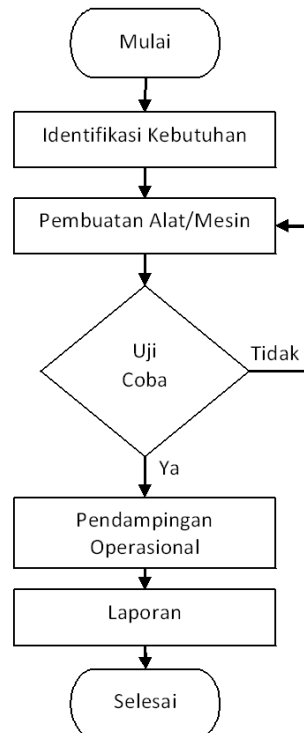 Mulai
Identifikasi Kebutuhan
Pembuatan Alat/Mesin
Uji
Coba
Tidak
Ya
Pendampingan
Operasional
Laporan
Selesai